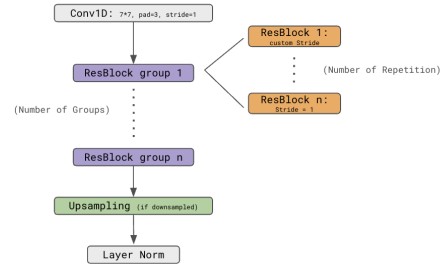 Conv1D: 7*7, pad=3, stride=1
ResBlock group 1
(Number of Groups)
ResBlock group n
Upsampling (if downsampled)
Layer Norm
ResBlock 1:
custom Stride
(Number of Repetition)
ResBlock n:
Stride = 1